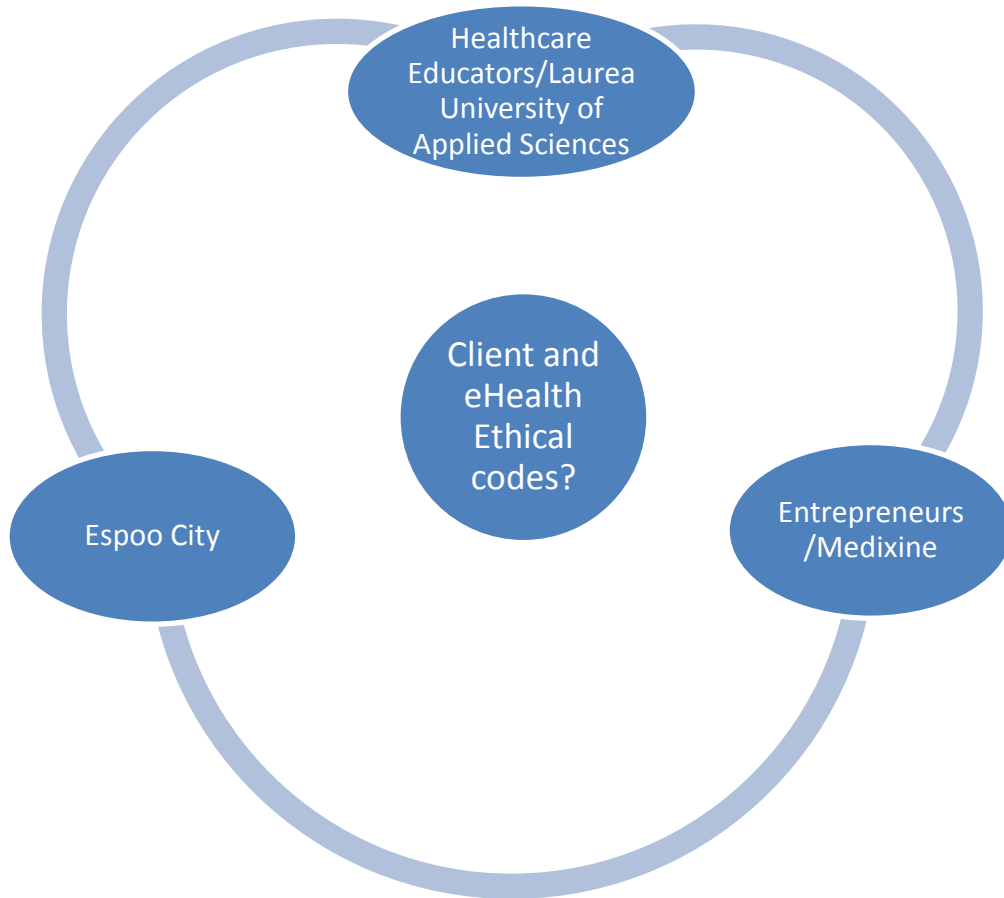 Healthcare
Educators/Laurea
University of
Applied Sciences
Client and
eHealth
Ethical
codes?
Espoo City
Entrepreneurs
/Medixine